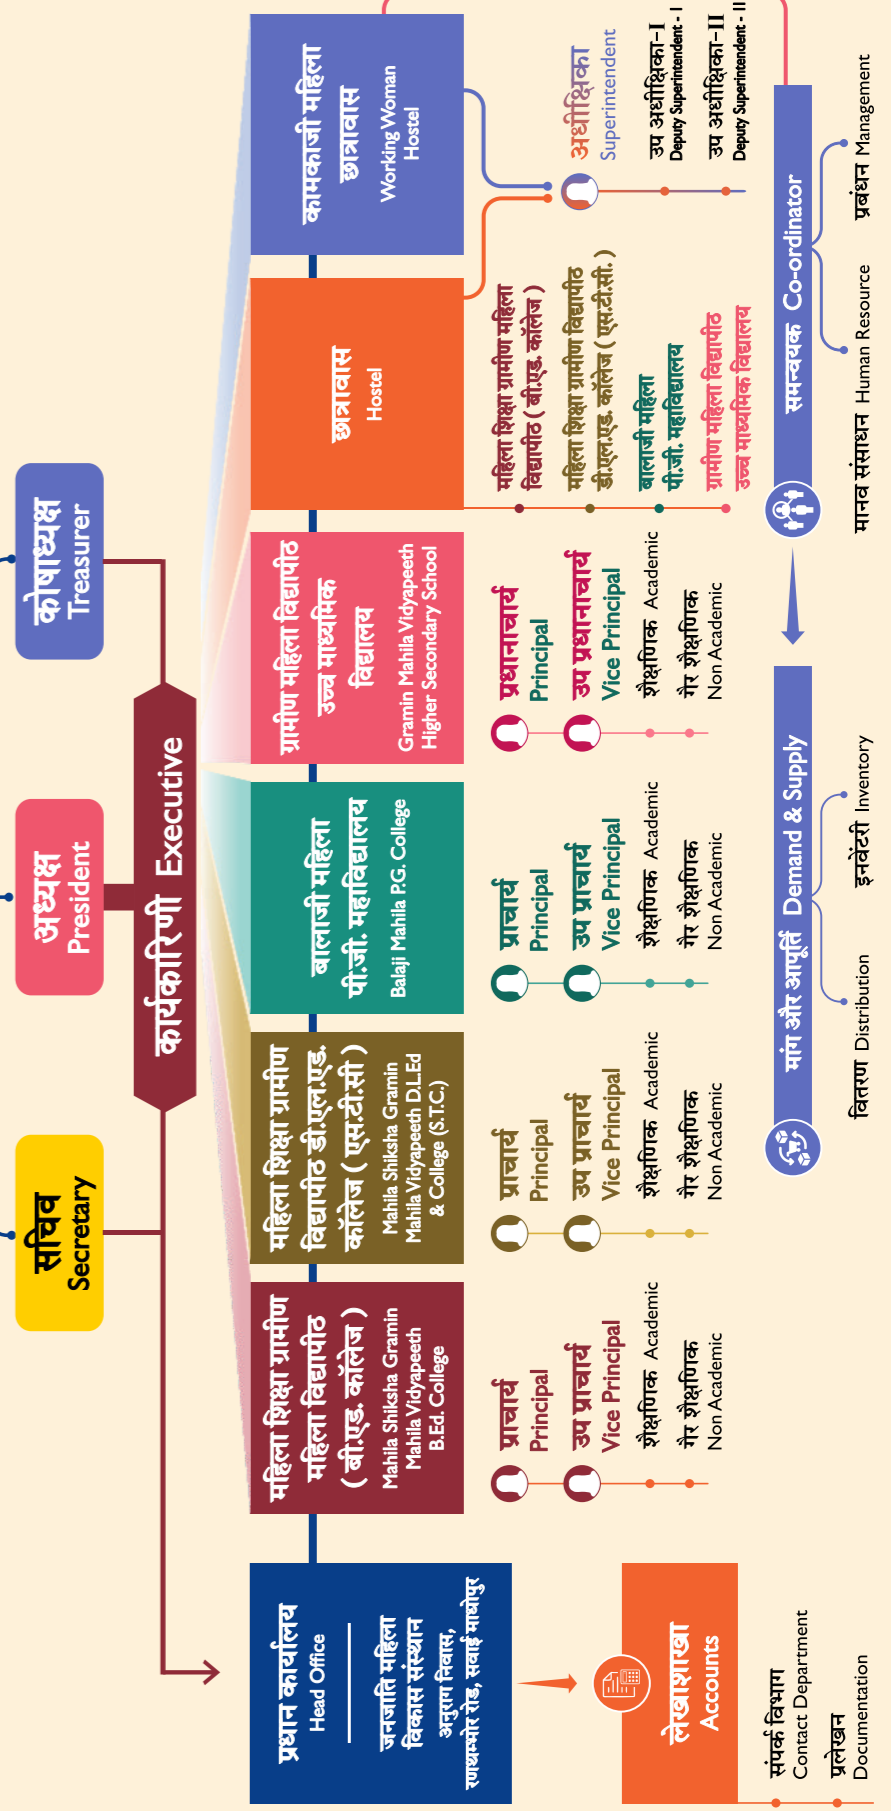 सचिव
Secretary
अध्यक्ष
President
कोषाध्यक्ष
Treasurer
कार्यकारिणी Executive
प्रधान कार्यालय
Head Office
जनजाति महिला
विकास संस्थान
अनुराग निवास,
रणथम्भोर रोड, सवाई माधोपुर
महिला शिक्षा ग्रामीण
महिला विद्यापीठ
( बी.एड. कॉलेज )
Mahila Shiksha Gramin
Mahila Vidyapeeth
B.Ed. College
महिला शिक्षा ग्रामीण
विद्यापीठ डी.एल.एड.
कॉलेज ( एस.टी.सी )
Mahila Shiksha Gramin
Mahila Vidyapeeth D.L.Ed
& College (S.T.C.)
बालाजी महिला
पी.जी. महाविद्यालय
Balaji Mahila P.G. College
ग्रामीण महिला विद्यापीठ
उच्च माध्यमिक
विद्यालय
Gramin Mahila Vidyapeeth
Higher Secondary School
छात्रावास
Hostel
कामकाजी महिला
छात्रावास
Working Woman
Hostel
प्राचार्य
Principal
उप प्राचार्य
Vice Principal
शैक्षणिक Academic
गैर शैक्षणिक
Non Academic
प्राचार्य
Principal
उप प्राचार्य
Vice Principal
शैक्षणिक Academic
गैर शैक्षणिक
Non Academic
प्राचार्य
Principal
उप प्राचार्य
Vice Principal
शैक्षणिक Academic
गैर शैक्षणिक
Non Academic
प्रधानाचार्य
Principal
उप प्रधानाचार्य
Vice Principal
शैक्षणिक Academic
गैर शैक्षणिक
Non Academic
महिला शिक्षा ग्रामीण महिला
विद्यापीठ ( बी.एड. कॉलेज )
महिला शिक्षा ग्रामीण विद्यापीठ
डी.एल.एड. कॉलेज ( एस.टी.सी. )
बालाजी महिला
पी.जी. महाविद्यालय
ग्रामीण महिला विद्यापीठ
उच्च माध्यमिक विद्यालय
अधीक्षिका
Superintendent
उप अधीक्षिका-I
Deputy Superintendent - I
उप अधीक्षिका-II
Deputy Superintendent - II
लेखाशाखा
Accounts
संपर्क विभाग
Contact Department
प्रलेखन
Documentation
मांग और आपूर्ति Demand & Supply
वितरण Distribution
इनवेंटरी Inventory
समन्वयक Co-ordinator
मानव संसाधन Human Resource
प्रबंधन Management